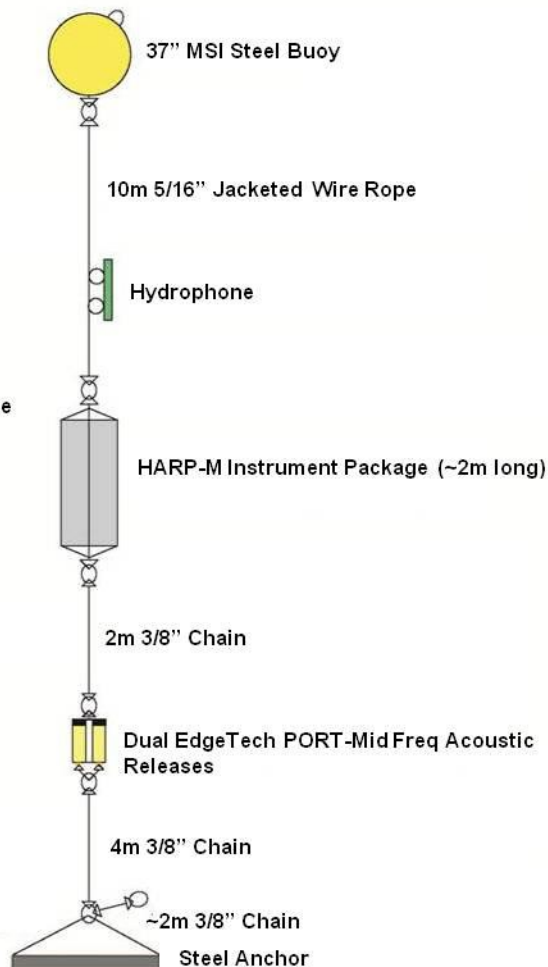 37” MSI Steel Buoy
10m 5/16” Jacketed Wire Rope
Hydrophone
e
HARP-M Instrument Package (~2m long)
2m 3/8” Chain
Dual EdgeTech PORT-Mid Freq Acoustic
Releases
4m 3/8” Chain
~2m 3/8” Chain
Steel Anchor